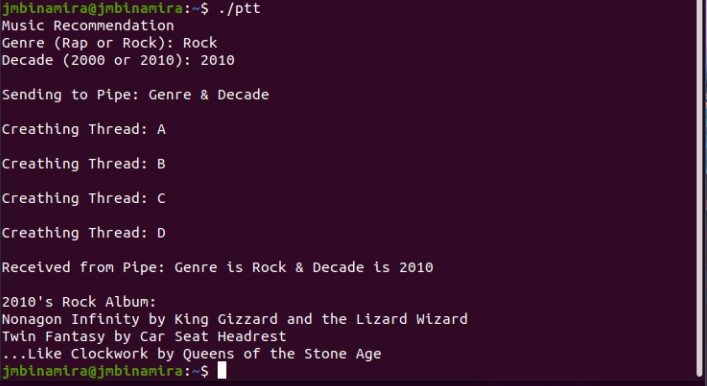 jmbinamira@jmbinamira:~$ ./ptt
Music Recommendation
Genre (Rap or Rock): Rock
Decade (2000 or 2010): 2010
Sending to Pipe: Genre & Decade
Creathing Thread: A
Creathing Thread: B
Creathing Thread: C
Creathing Thread: D
Received from Pipe: Genre is Rock & Decade is 2010
2010's Rock Album:
Nonagon Infinity by King Gizzard and the Lizard Wizard
Twin Fantasy by Car Seat Headrest
...Like Clockwork by Queens of the Stone Age
jmbinamira@jmbinamira:~$